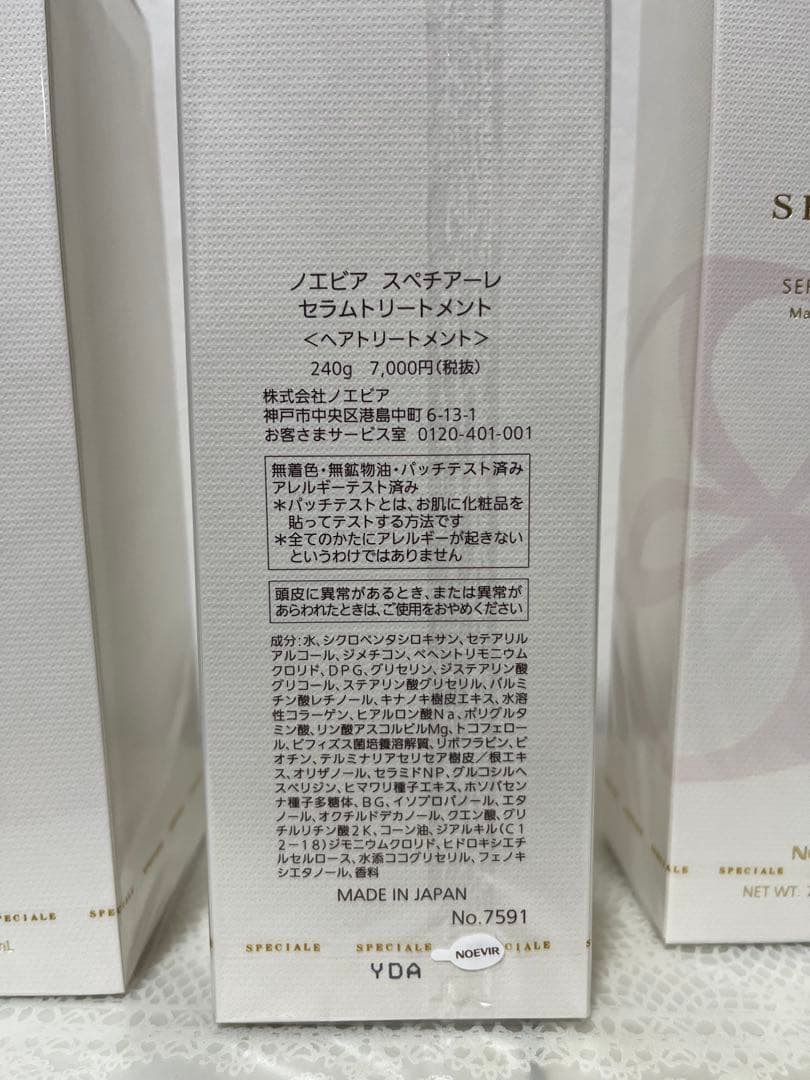 ノエビア スペチアーレ
セラムトリートメント
<ヘアトリートメント>
240g 7,000円(税抜)
株式会社ノエビア
神戸市中央区港島中町6-13-1
お客さまサービス室 0120-401-001
無着色・無鉱物油・パッチテスト済み
アレルギーテスト済み
*パッチテストとは、お肌に化粧品を
貼ってテストする方法です
*全てのかたにアレルギーが起きない
というわけではありません
頭皮に異常があるとき、または異常が
あらわれたときは、ご使用をおやめください
成分:水、シクロペンタシロキサン、セテアリル
アルコール、ジメチコン、ベヘントリモニウム
クロリド、DPG、グリセリン、ジステアリン酸
グリコール、ステアリン酸グリセリル、パルミ
チン酸レチノール、キナノキ樹皮エキス、水溶
性コラーゲン、ヒアルロン酸Na、ポリグルタ
ミン酸、リン酸アスコルビルMg、トコフェロ
ール、ビフィズス菌培養溶解質、リボフラビン、ビ
オチン、テルミナリアセリセア樹皮/根エキ
ス、オリザノール、セラミドNP、グルコシルヘ
スペリジン、ヒマワリ種子エキス、ホソバセン
ナ種子多糖体、BG、イソプロパノール、エタ
ノール、オクチルドデカノール、クエン酸、グリ
チルリチン酸2K、コーン油、ジアルキル(C1
2-18)ジモニウムクロリド、ヒドロキシエチ
ルセルロース、水添ココグリセリル、フェノキ
シエタノール、香料
MADE IN JAPAN
No.7591
SPECIALE SPECIALE CIALE
NOEVIR
YDA
PECIALE SPE
mL
SP
SER
Ma
NO
ALE SPECIALE
NET WT. 2